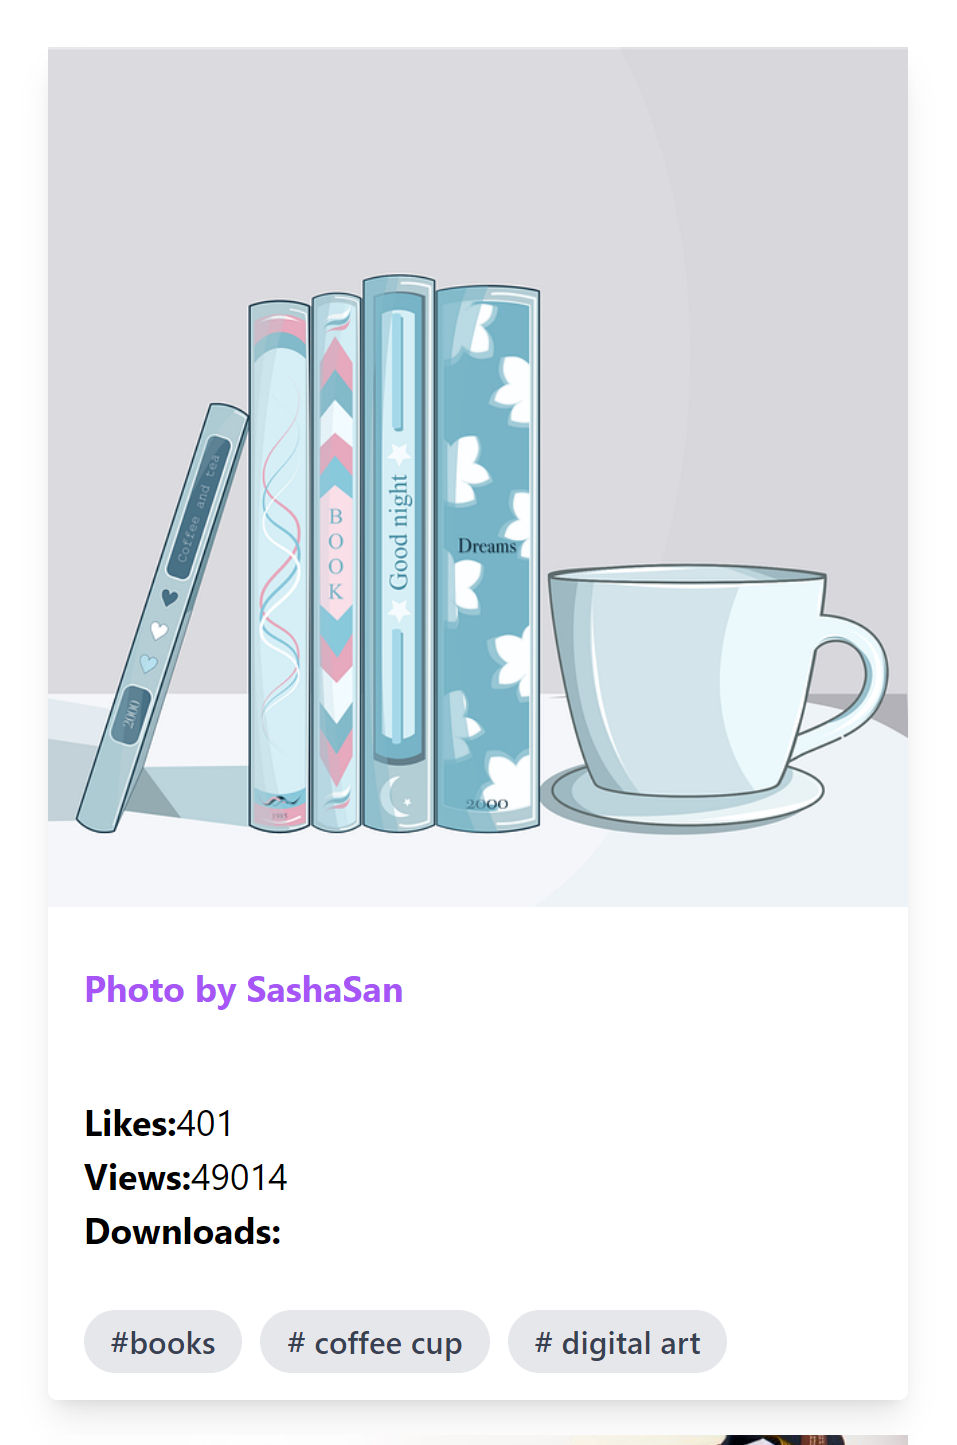 Coffee and tea
2000
1995
B
O
O
K
Good night
Dreams
2000
Photo by SashaSan
Likes:401
Views:49014
Downloads:
#books
# coffee cup
# digital art